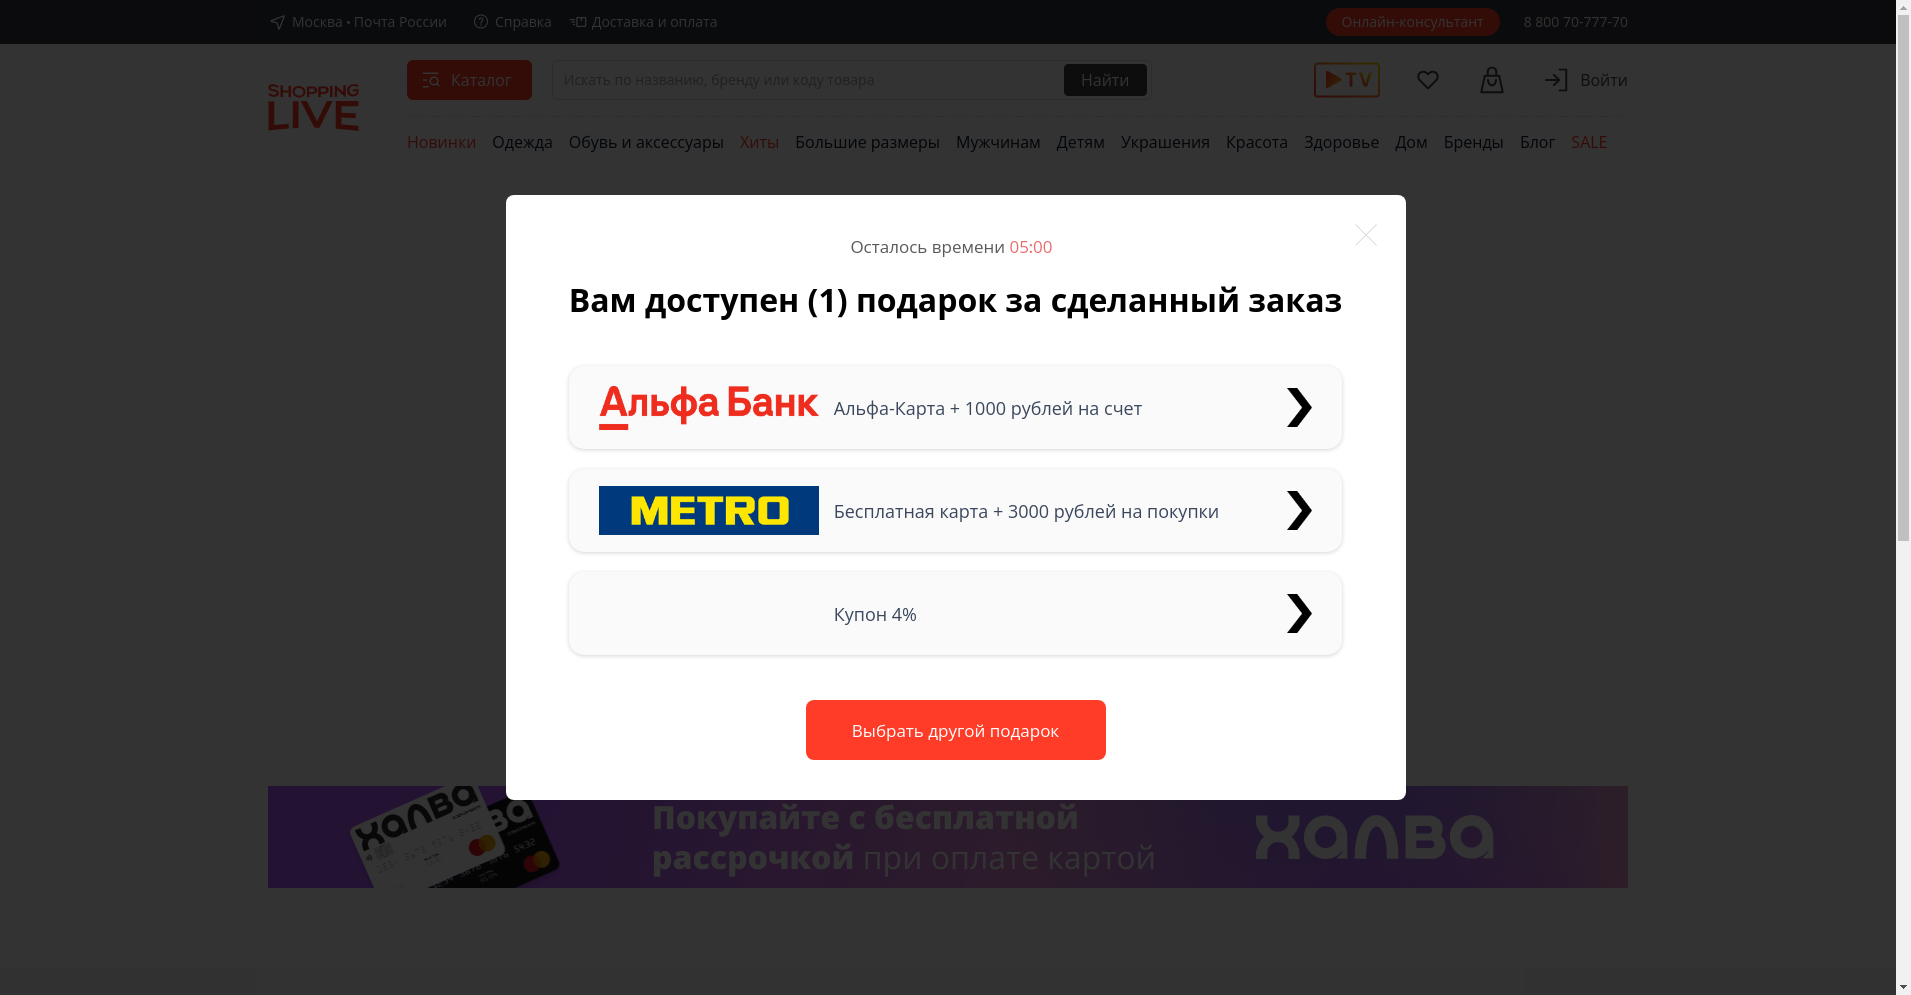 Москва • Почта России
Справка
Доставка и оплата
Онлайн-консультант
8 800 70-777-70
SHOPPING
LIVE
Каталог
Искать по названию, бренду или коду товара
Найти
TV
Войти
Новинки Одежда Обувь и аксессуары Хиты Большие размеры Мужчинам Детям Украшения Красота Здоровье Дом Бренды Блог SALE
Осталось времени 05:00
Вам доступен (1) подарок за сделанный заказ
Альфа Банк
Альфа-Карта + 1000 рублей на счет
METRO
Бесплатная карта + 3000 рублей на покупки
Купон 4%
Выбрать другой подарок
халва
Покупайте с бесплатной
рассрочкой при оплате картой
халва